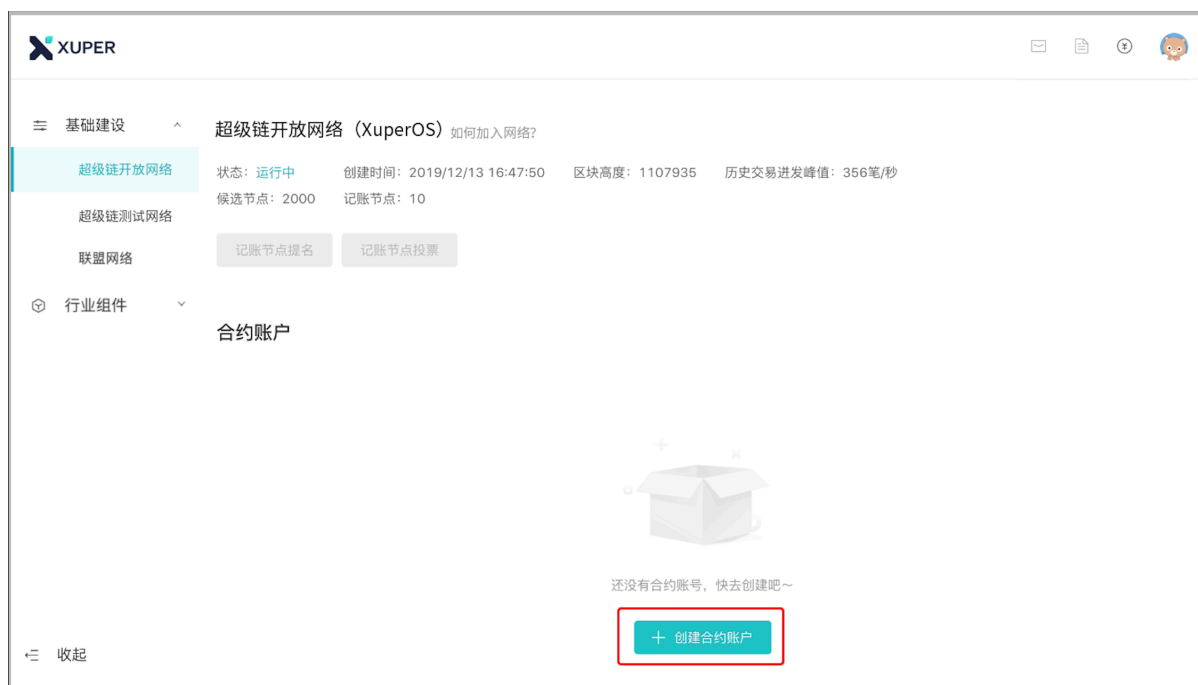 XUPER
基础建设
超级链开放网络
超级链测试网络
联盟网络
行业组件
收起
超级链开放网络（XuperOS）如何加入网络?
状态：运行中 创建时间：2019/12/13 16:47:50 区块高度：1107935 历史交易进发峰值：356笔/秒
候选节点：2000 记账节点：10
记账节点提名 记账节点投票
合约账户
还没有合约账号，快去创建吧～
＋ 创建合约账户